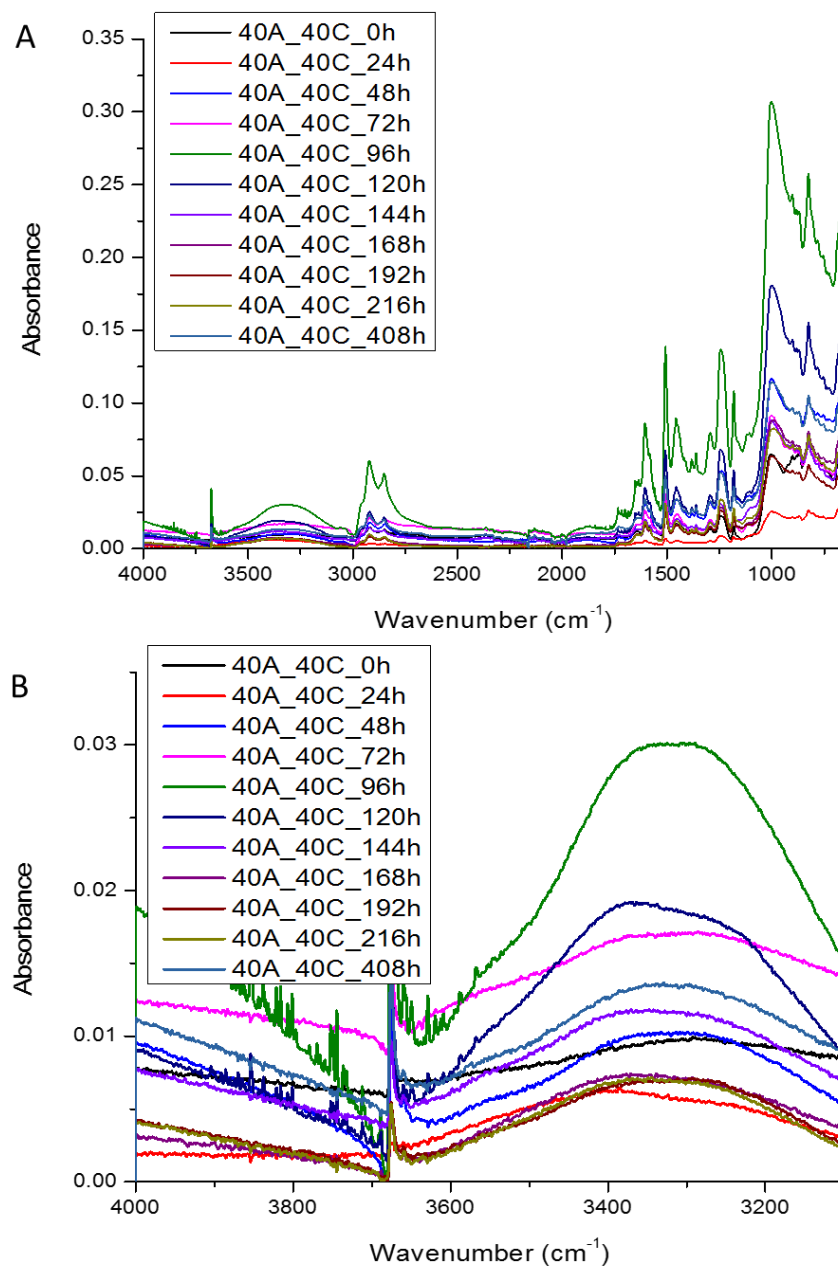 A
0.35
0.30
0.25
0.20
0.15
0.10
0.05
0.00
Absorbance
40A_40C_0h
40A_40C_24h
40A_40C_48h
40A_40C_72h
40A_40C_96h
40A_40C_120h
40A_40C_144h
40A_40C_168h
40A_40C_192h
40A_40C_216h
40A_40C_408h
4000 3500 3000 2500 2000 1500 1000
Wavenumber (cm⁻¹)
B
0.03
0.02
0.01
0.00
Absorbance
40A_40C_0h
40A_40C_24h
40A_40C_48h
40A_40C_72h
40A_40C_96h
40A_40C_120h
40A_40C_144h
40A_40C_168h
40A_40C_192h
40A_40C_216h
40A_40C_408h
4000 3800 3600 3400 3200
Wavenumber (cm⁻¹)